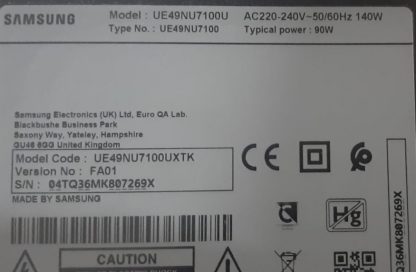 SAMSUNG
Model : UE49NU7100U
AC220-240V~50/60Hz 140W
Type No. : UE49NU7100
Typical power : 90W
Samsung Electronics (UK) Ltd, Euro QA Lab.
Blackbushe Business Park
Saxony Way, Yateley, Hampshire
GU46 6GG United Kingdom
Model Code : UE49NU7100UXTK
Version No : FA01
S/N : 04TQ36MK807269X
MADE BY SAMSUNG
CE
Hg
36MK807269X
CAUTION